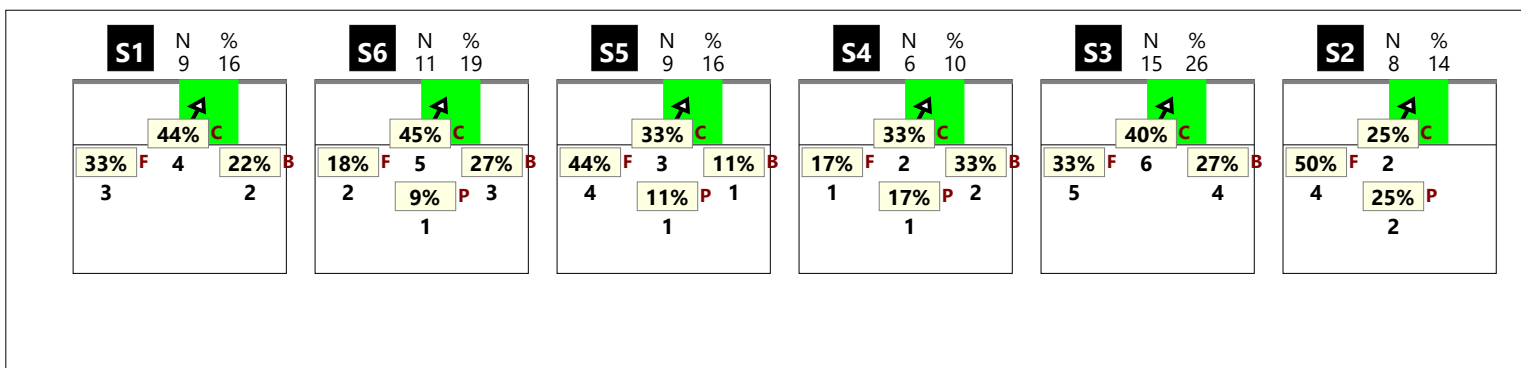 S1 N % S6 N % S5 N % S4 N % S3 N % S2 N %
9 16 11 19 9 16 6 10 15 26 8 14
44% C 45% C 33% C 33% C 40% C 25% C
33% F 4 22% B 18% F 5 27% B 44% F 3 11% B 17% F 2 33% B 33% F 6 27% B 50% F 2
3 2 2 9% P 3 4 11% P 1 1 17% P 2 5 4 4 25% P
1 1 1 2